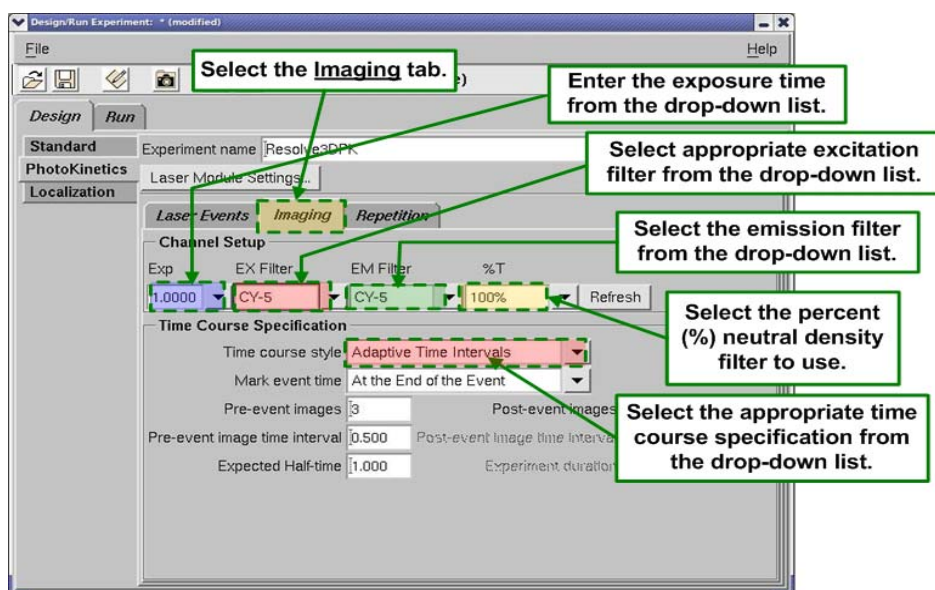 Design/Run Experiment: * (modified)
File
Help
Select the Imaging tab.
)
Enter the exposure time
from the drop-down list.
Design
Run
Standard
PhotoKinetics
Localization
Experiment name
Resolve3DPK
Select appropriate excitation
filter from the drop-down list.
Laser Module Settings...
Laser Events
Imaging
Repetition
Select the emission filter
from the drop-down list.
Channel Setup
Exp
EX Filter
EM Filter
%T
1.0000
CY-5
CY-5
100%
Refresh
Select the percent
(%) neutral density
filter to use.
Time Course Specification
Time course style
Adaptive Time Intervals
Mark event time
At the End of the Event
Pre-event images
3
Post-event images
Pre-event image time interval
0.500
Post-event Image time Interval
Expected Half-time
1.000
Experiment duration
Select the appropriate time
course specification from
the drop-down list.